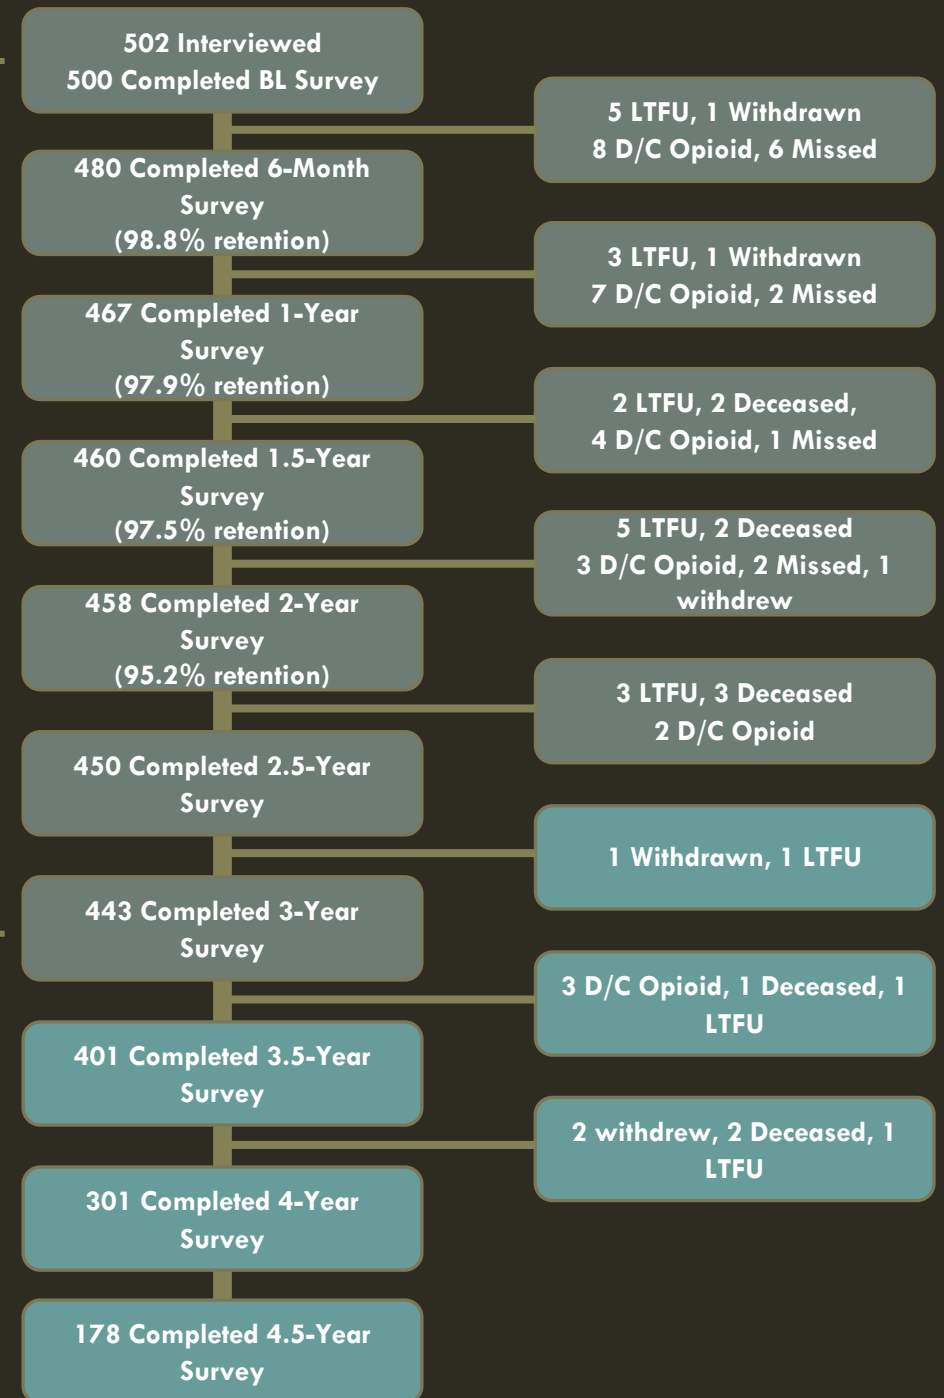 502 Interviewed
500 Completed BL Survey
5 LTFU, 1 Withdrawn
8 D/C Opioid, 6 Missed
480 Completed 6-Month
Survey
(98.8% retention)
3 LTFU, 1 Withdrawn
7 D/C Opioid, 2 Missed
467 Completed 1-Year
Survey
(97.9% retention)
2 LTFU, 2 Deceased,
4 D/C Opioid, 1 Missed
460 Completed 1.5-Year
Survey
(97.5% retention)
5 LTFU, 2 Deceased
3 D/C Opioid, 2 Missed, 1
withdrew
458 Completed 2-Year
Survey
(95.2% retention)
3 LTFU, 3 Deceased
2 D/C Opioid
450 Completed 2.5-Year
Survey
1 Withdrawn, 1 LTFU
443 Completed 3-Year
Survey
3 D/C Opioid, 1 Deceased, 1
LTFU
401 Completed 3.5-Year
Survey
2 withdrew, 2 Deceased, 1
LTFU
301 Completed 4-Year
Survey
178 Completed 4.5-Year
Survey